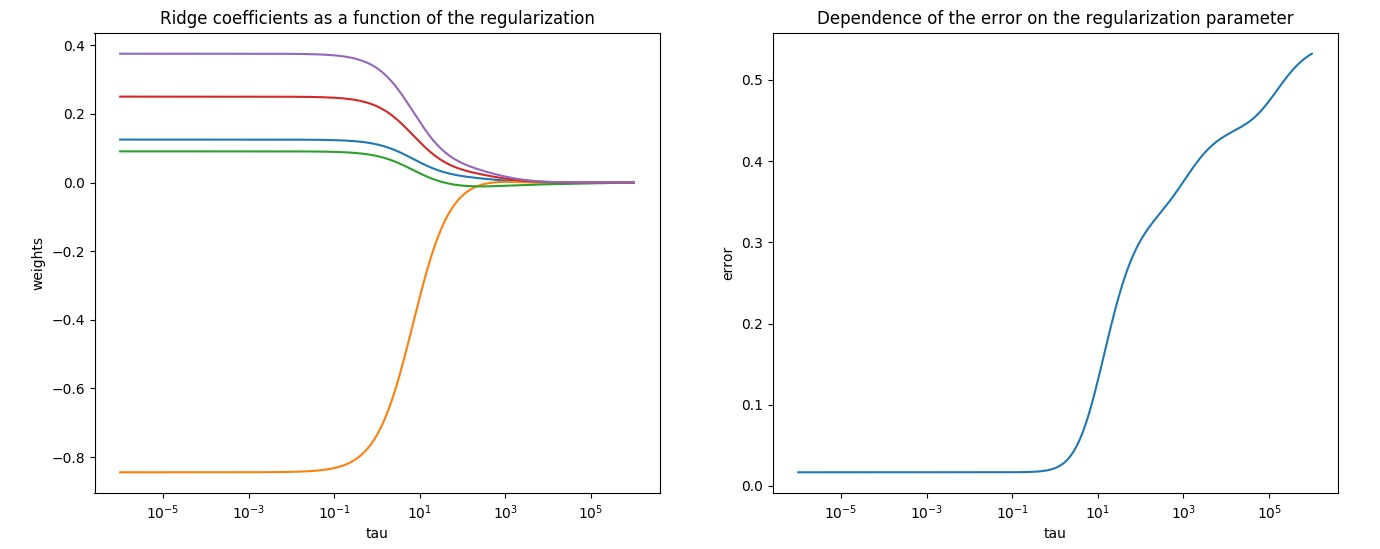 Ridge coefficients as a function of the regularization
0.4
0.2
0.0
−0.2
−0.4
−0.6
−0.8
weights
10⁻⁵ 10⁻³ 10⁻¹ 10¹ 10³ 10⁵
tau
Dependence of the error on the regularization parameter
0.5
0.4
0.3
0.2
0.1
0.0
error
10⁻⁵ 10⁻³ 10⁻¹ 10¹ 10³ 10⁵
tau